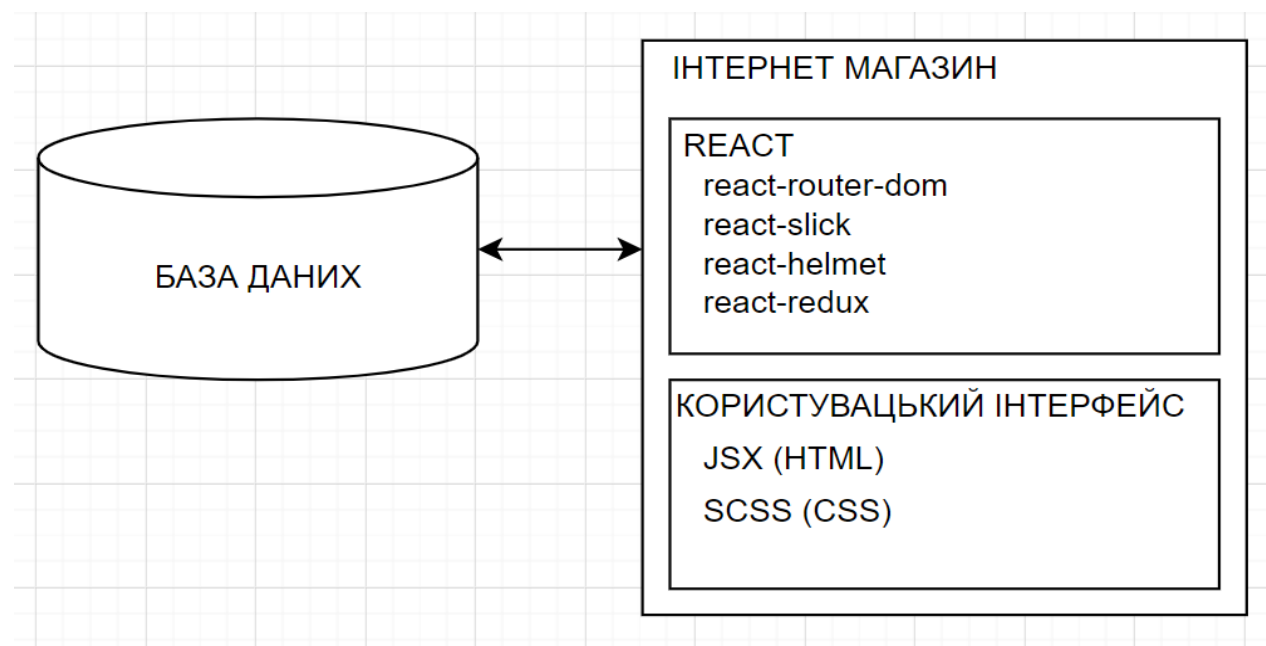 БАЗА ДАНИХ
ІНТЕРНЕТ МАГАЗИН
REACT
react-router-dom
react-slick
react-helmet
react-redux
КОРИСТУВАЦЬКИЙ ІНТЕРФЕЙС
JSX (HTML)
SCSS (CSS)